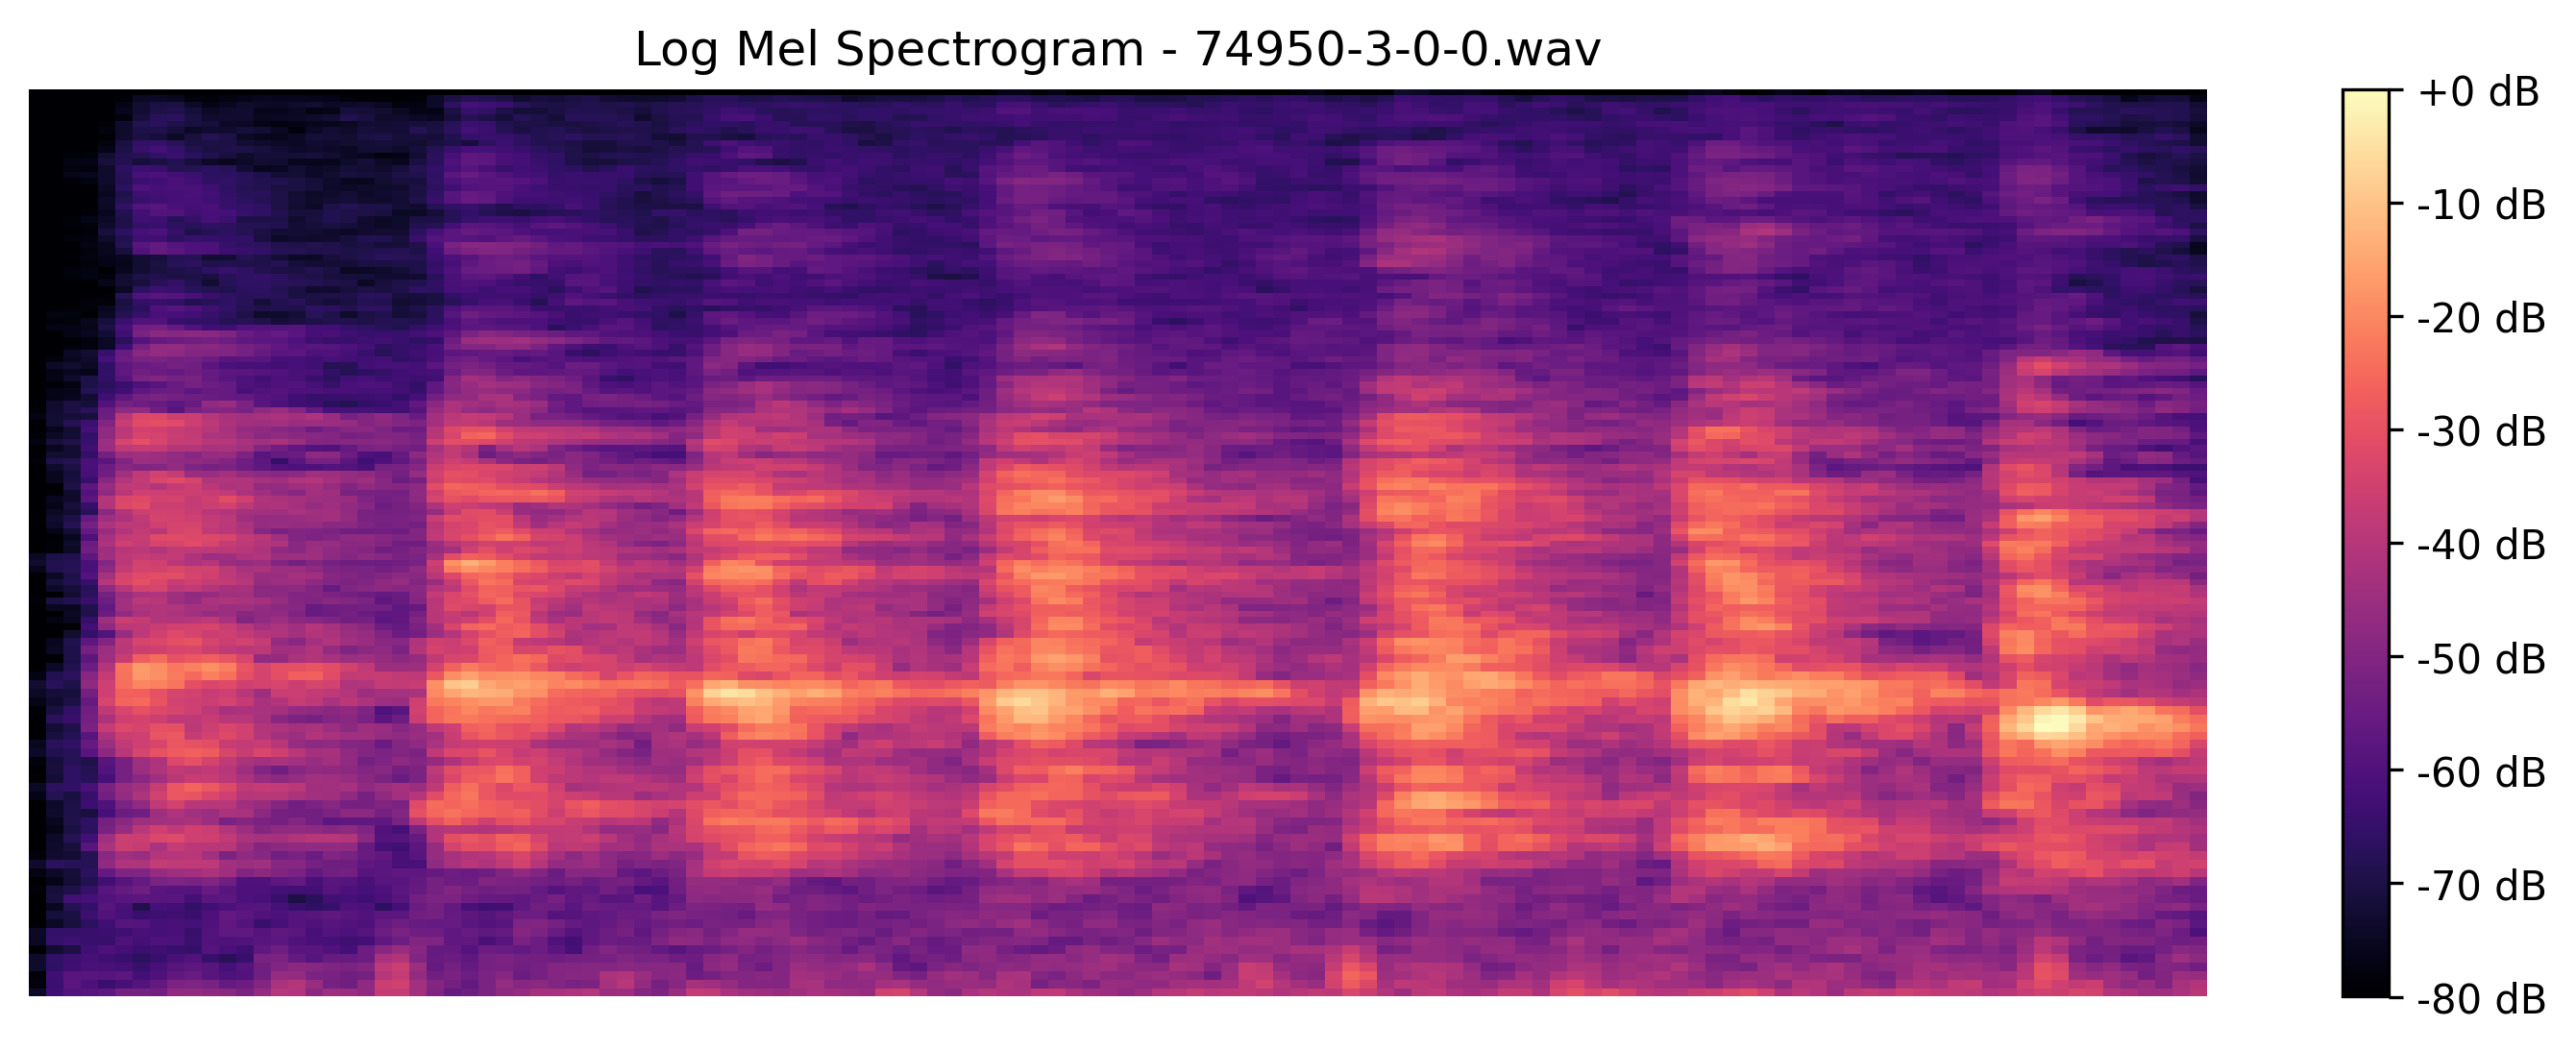 Log Mel Spectrogram - 74950-3-0-0.wav
+0 dB
-10 dB
-20 dB
-30 dB
-40 dB
-50 dB
-60 dB
-70 dB
-80 dB